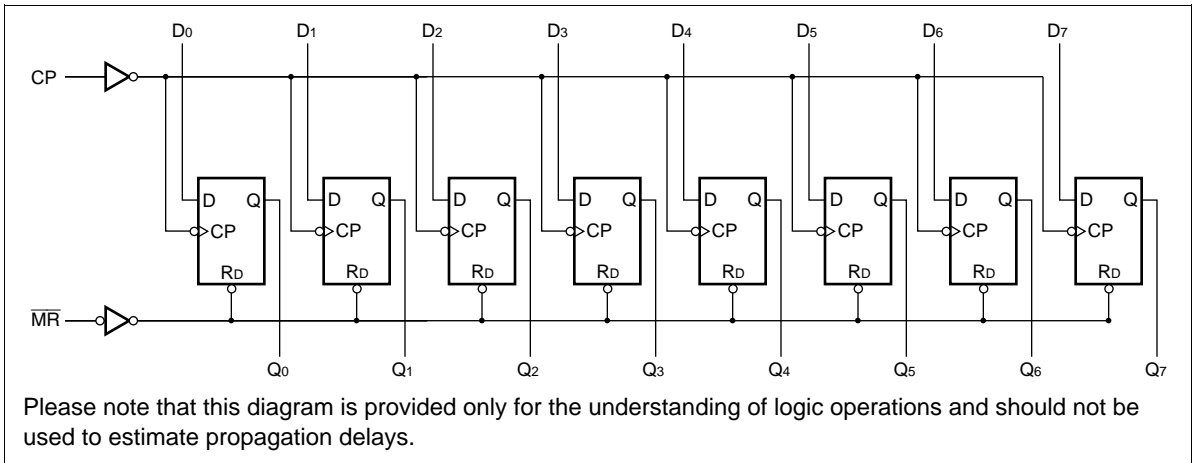 D0 D1 D2 D3 D4 D5 D6 D7
CP
D Q D Q D Q D Q D Q D Q D Q D Q
CP CP CP CP CP CP CP CP
RD RD RD RD RD RD RD RD
MR
Q0 Q1 Q2 Q3 Q4 Q5 Q6 Q7
Please note that this diagram is provided only for the understanding of logic operations and should not be
used to estimate propagation delays.